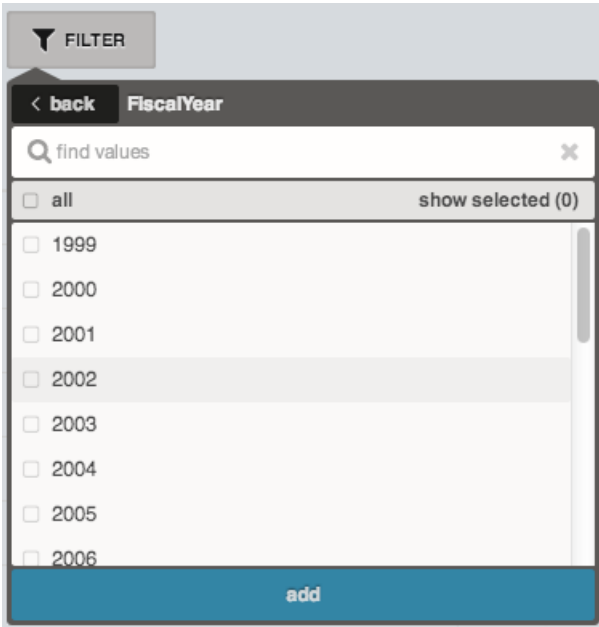 FILTER
< back FiscalYear
find values
all show selected (0)
1999
2000
2001
2002
2003
2004
2005
2006
add